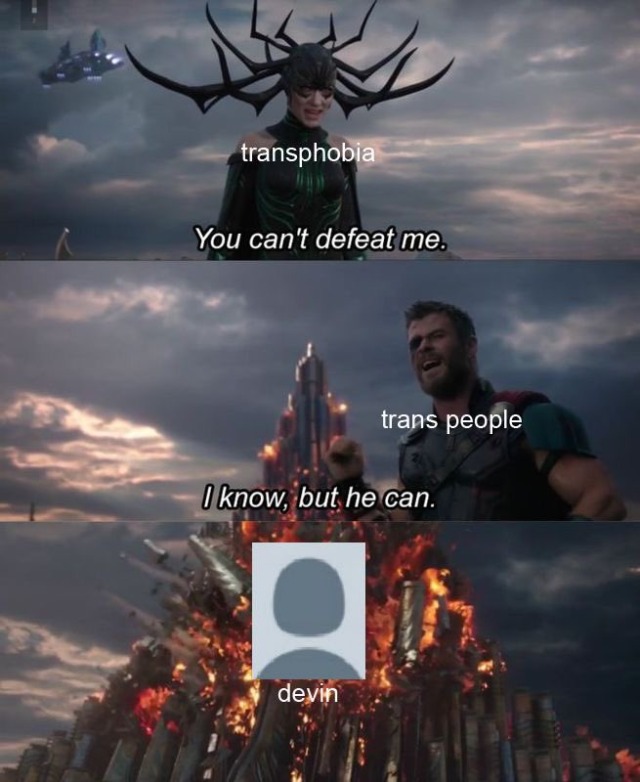 transphobia
You can't defeat me.
trans people
I know, but he can.
devin